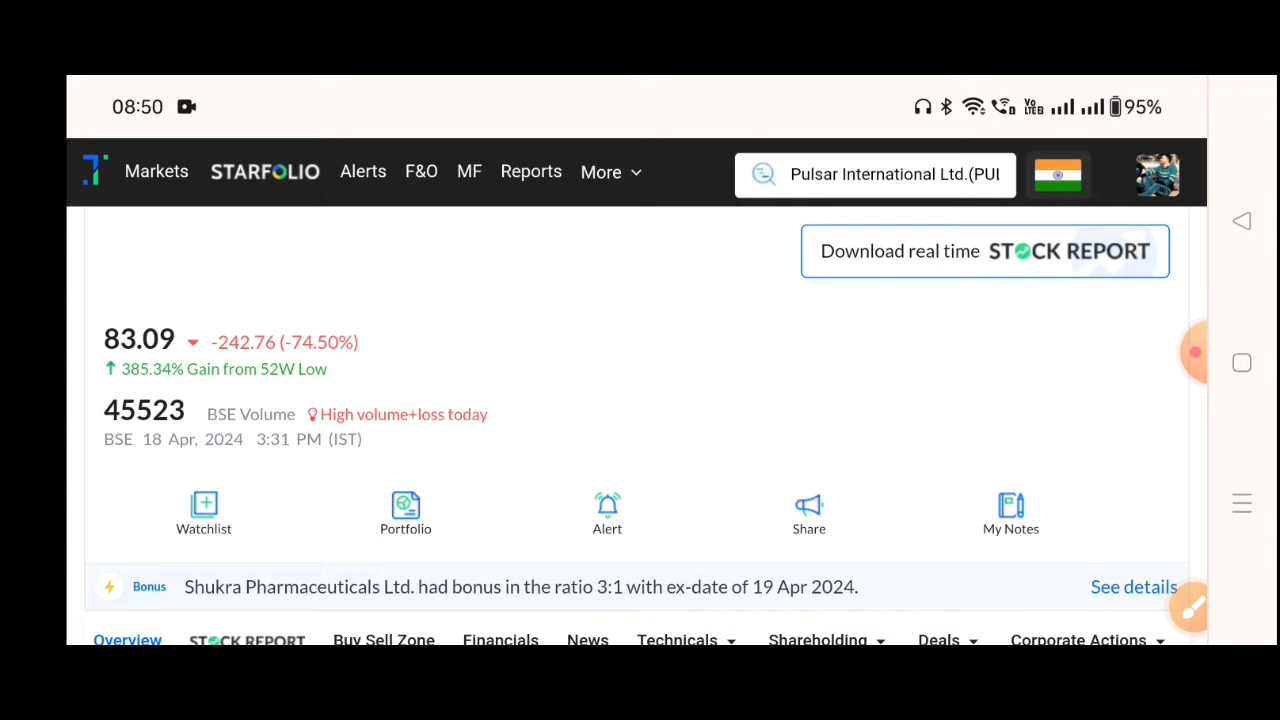 08:50 Vo LTE2 95%
Markets STARFOLIO Alerts F&O MF Reports More Pulsar International Ltd.(PUI
Download real time STOCK REPORT
83.09 -242.76 (-74.50%)
385.34% Gain from 52W Low
45523 BSE Volume High volume+loss today
BSE 18 Apr, 2024 3:31 PM (IST)
Watchlist Portfolio Alert Share My Notes
Bonus Shukra Pharmaceuticals Ltd. had bonus in the ratio 3:1 with ex-date of 19 Apr 2024. See details
Overview STOCK REPORT Buy Sell Zone Financials News Technicals Shareholding Deals Corporate Actions